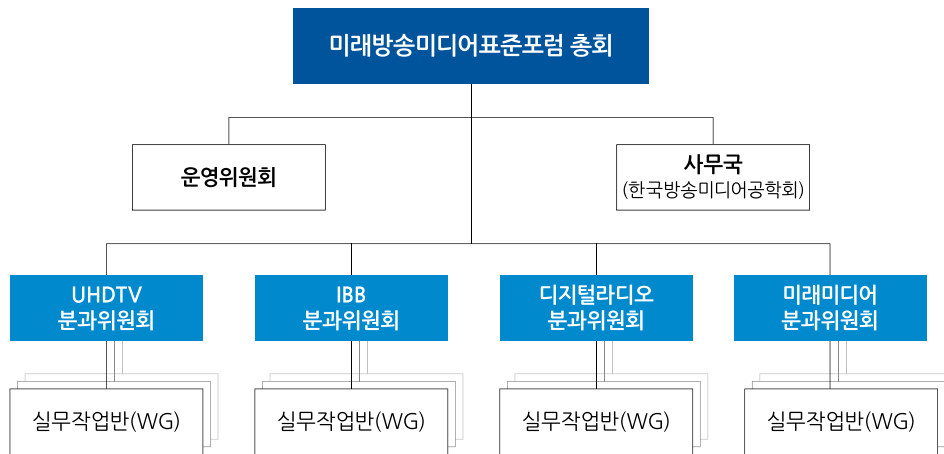 미래방송미디어표준포럼 총회
운영위원회
사무국
(한국방송미디어공학회)
UHDTV
분과위원회
IBB
분과위원회
디지털라디오
분과위원회
미래미디어
분과위원회
실무작업반(WG)
실무작업반(WG)
실무작업반(WG)
실무작업반(WG)